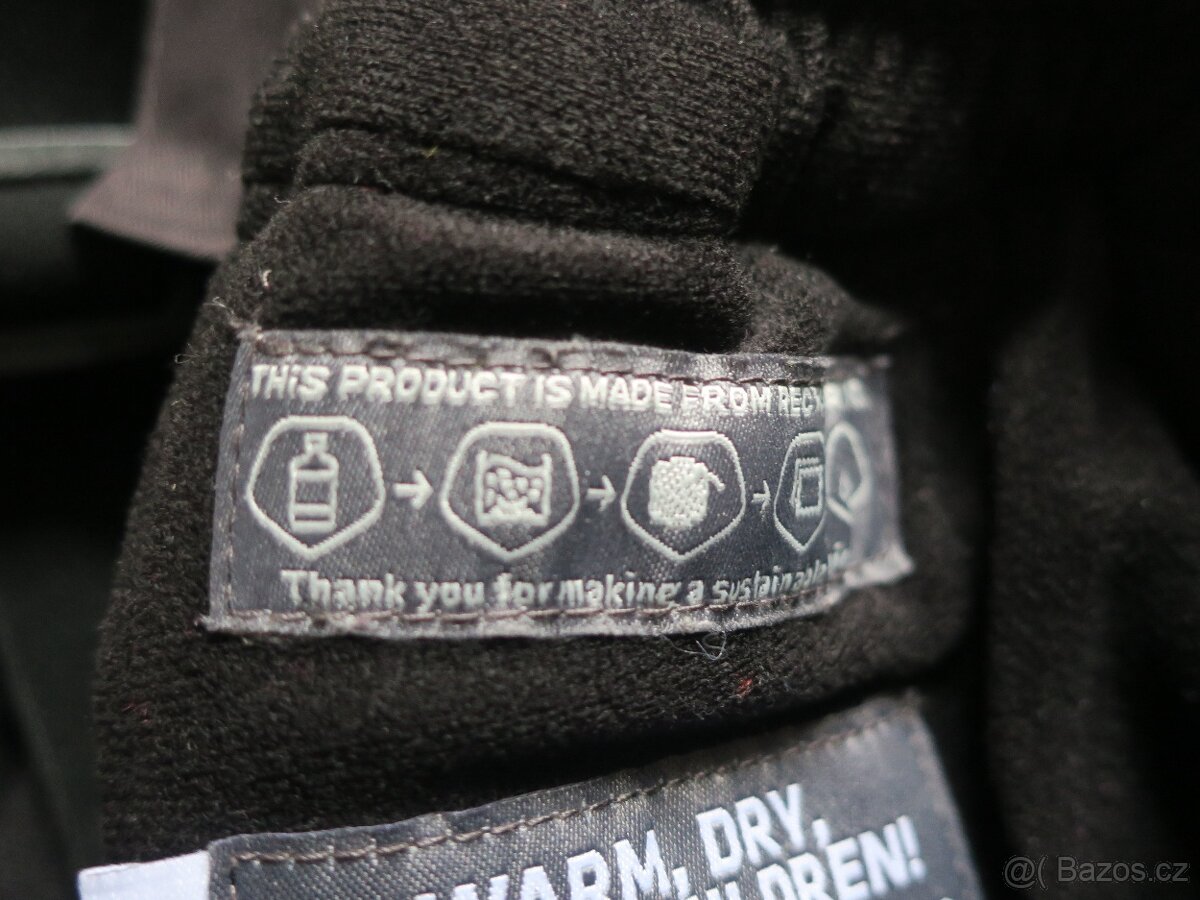 THiS PRODUCT IS MADE FROM
Thank you for making a
WARM, DRY,
@( Bazos.cz